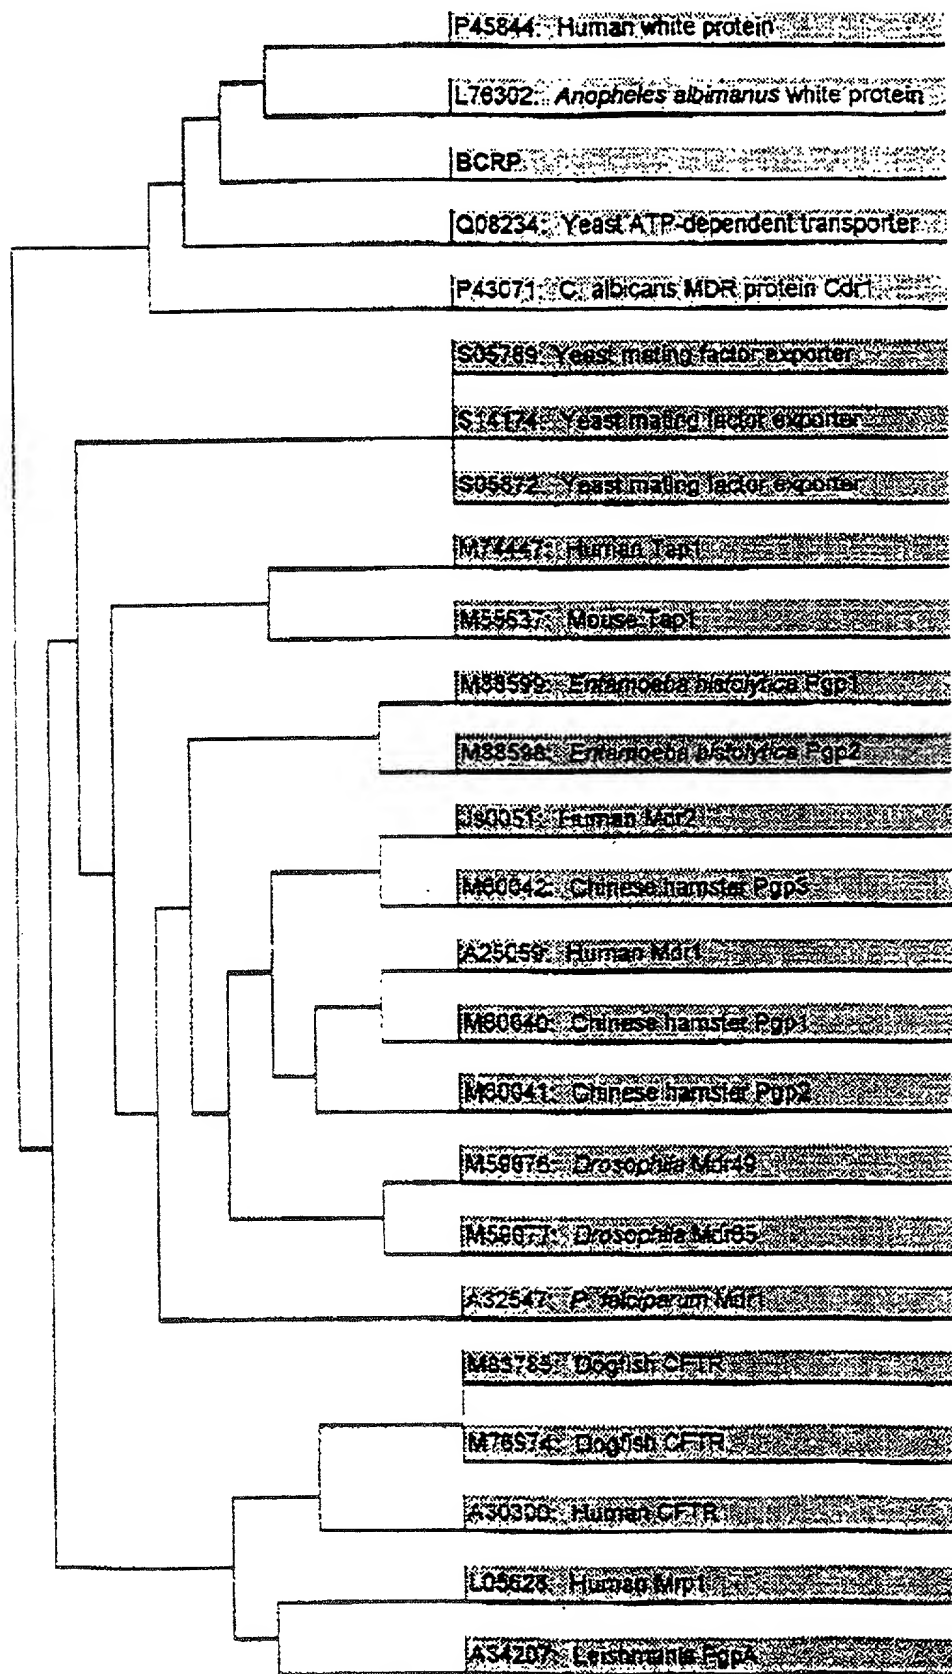 P45844: Human white protein
L76302: Anopheles albimanus white protein
BCRP
Q08234: Yeast ATP-dependent transporter
P43071: C. albicans MDR protein Cdr1
S05789: Yeast mating factor exporter
S14174: Yeast mating factor exporter
S05872: Yeast mating factor exporter
M74447: Human Tap1
M55637: Mouse Tap1
M88599: Entamoeba histolytica Pgp1
M88598: Entamoeba histolytica Pgp2
Js0051: Human Mdr2
M60042: Chinese hamster Pgp3
A25059: Human Mdr1
M60040: Chinese hamster Pgp1
M60041: Chinese hamster Pgp2
M59076: Drosophila Mdr49
M59077: Drosophila Mdr65
A32547: P. falciparum Mdr1
M83785: Dogfish CFTR
M76974: Dogfish CFTR
A30300: Human CFTR
L05628: Human Mrp1
A34207: Leishmania PgpA